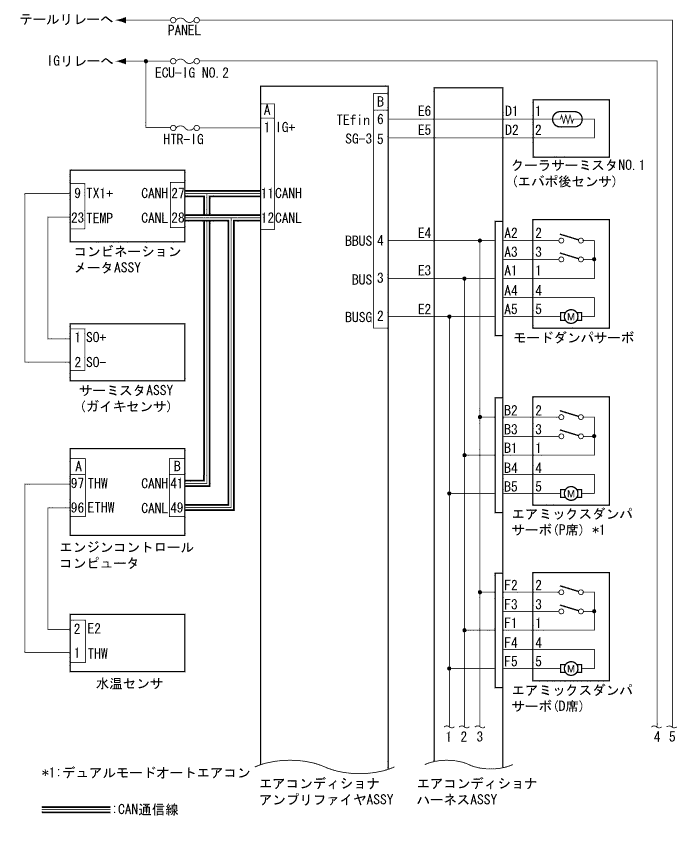 テールリレーへ
PANEL
IGリレーへ
ECU-IG NO.2
HTR-IG
A
1 IG+
11 CANH
12 CANL
B
TEfin 6
SG-3 5
BBUS 4
BUS 3
BUSG 2
E6
E5
E4
E3
E2
D1 1
D2 2
クーラサーミスタNO.1
(エバポ後センサ)
9 TX1+ CANH 27
23 TEMP CANL 28
コンビネーション
メータASSY
A2 2
A3 3
A1 1
A4 4
A5 5
M
モードダンパサーボ
1 SO+
2 SO-
サーミスタASSY
(ガイキセンサ)
B2 2
B3 3
B1 1
B4 4
B5 5
M
エアミックスダンパ
サーボ(P席) *1
A B
97 THW CANH 41
96 ETHW CANL 49
エンジンコントロール
コンピュータ
F2 2
F3 3
F1 1
F4 4
F5 5
M
エアミックスダンパ
サーボ(D席)
2 E2
1 THW
水温センサ
1 2 3
4 5
*1:デュアルモードオートエアコン
エアコンディショナ
アンプリファイヤASSY
エアコンディショナ
ハーネスASSY
:CAN通信線